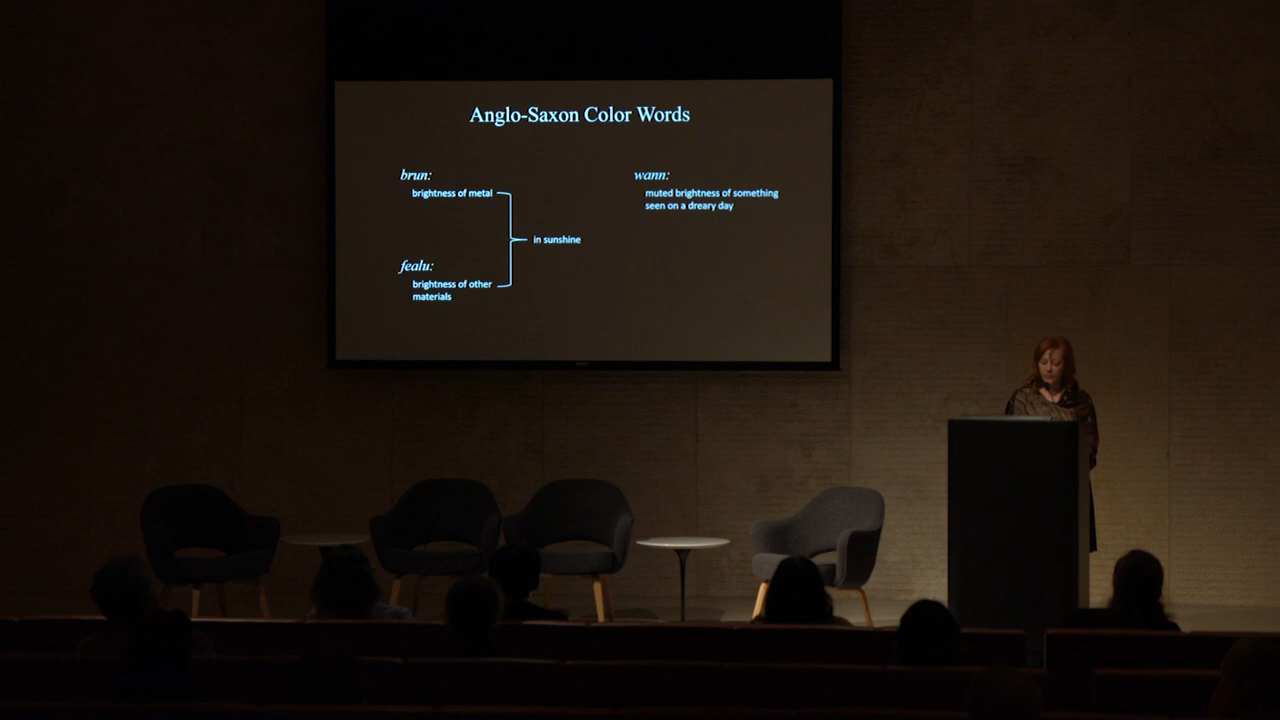 Anglo-Saxon Color Words
brun:
brightness of metal
in sunshine
fealu:
brightness of other
materials
wann:
muted brightness of something
seen on a dreary day